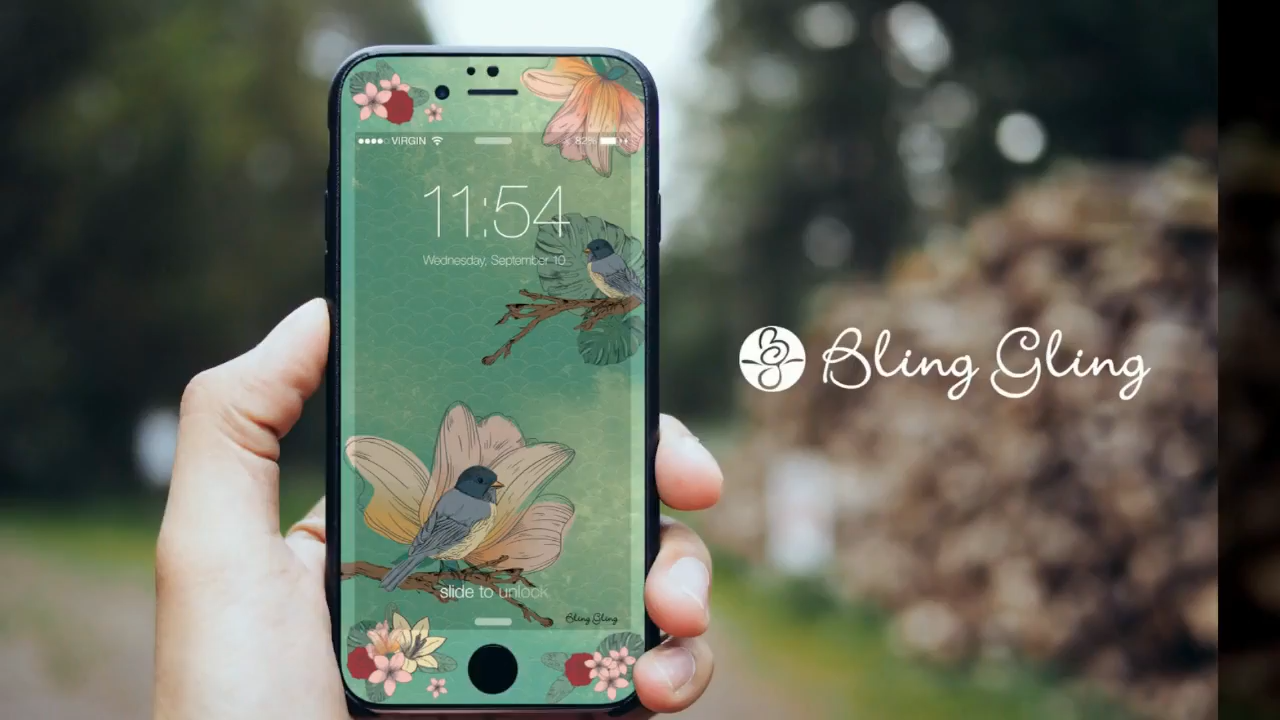 VIRGIN
82%
11:54
Wednesday, September 10
Bling Gling
slide to unlock
Bling Gling